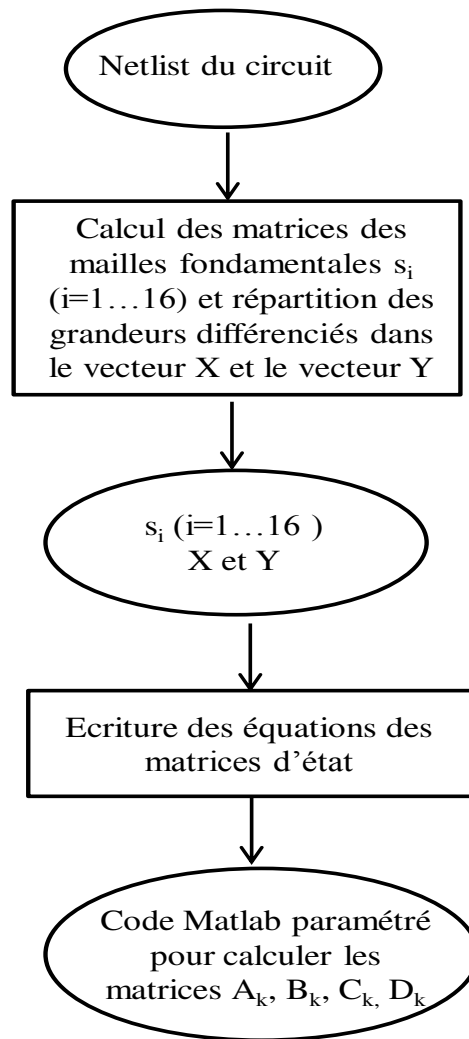 Netlist du circuit
Calcul des matrices des
mailles fondamentales sᵢ
(i=1…16) et répartition des
grandeurs différenciés dans
le vecteur X et le vecteur Y
sᵢ (i=1…16 )
X et Y
Ecriture des équations des
matrices d’état
Code Matlab paramétré
pour calculer les
matrices Aₖ, Bₖ, Cₖ, Dₖ